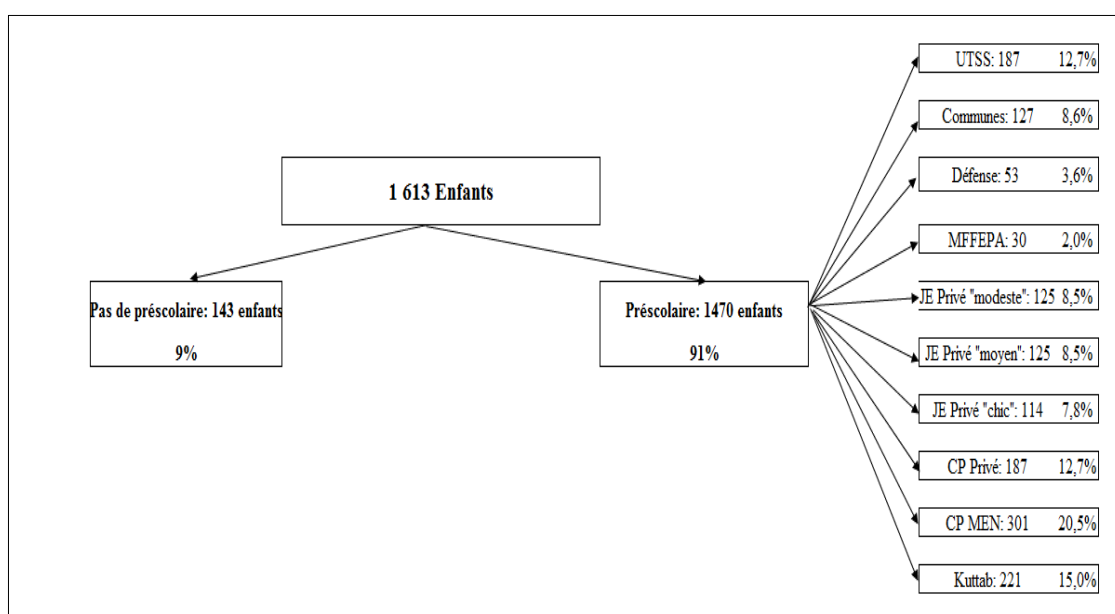 1 613 Enfants
Pas de préscolaire: 143 enfants
9%
Préscolaire: 1470 enfants
91%
UTSS: 187 12,7%
Communes: 127 8,6%
Défense: 53 3,6%
MFFEPA: 30 2,0%
JE Privé "modeste": 125 8,5%
JE Privé "moyen": 125 8,5%
JE Privé "chic": 114 7,8%
CP Privé: 187 12,7%
CP MEN: 301 20,5%
Kuttab: 221 15,0%